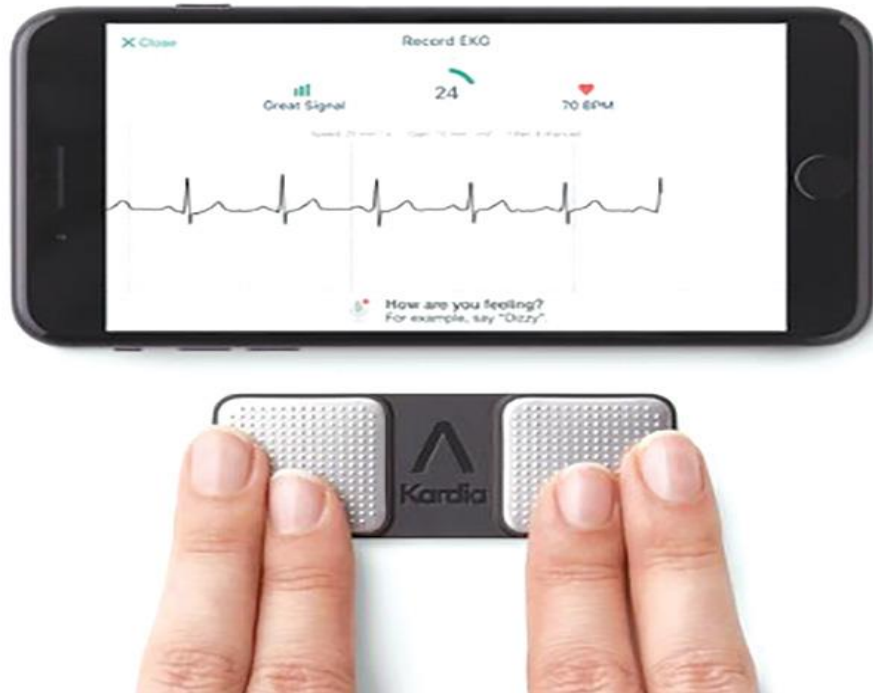 Close
Record EKG
Great Signal
24
70 BPM
How are you feeling?
For example, say "Dizzy".
Kardia